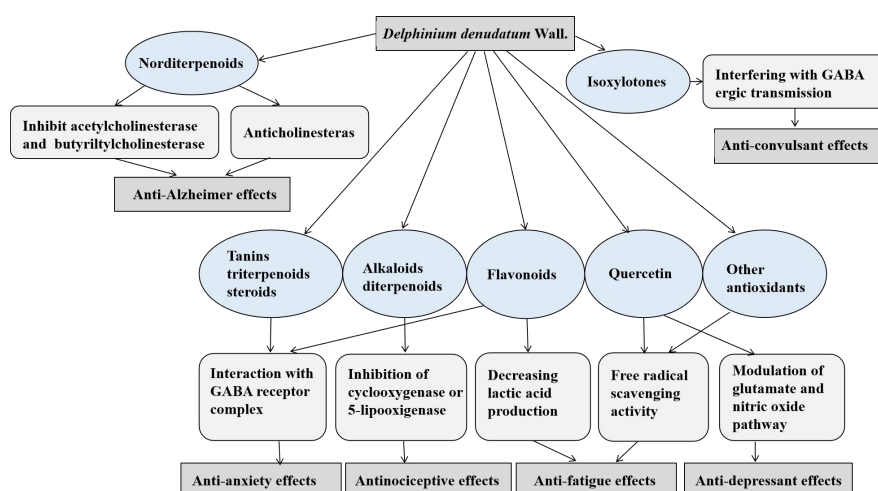 Delphinium denudatum Wall.
Norditerpenoids
Isoxylotones
Interfering with GABA
ergic transmission
Inhibit acetylcholinesterase
and butyriltylcholinesterase
Anticholinesteras
Anti-convulsant effects
Anti-Alzheimer effects
Tanins
triterpenoids
steroids
Alkaloids
diterpenoids
Flavonoids
Quercetin
Other
antioxidants
Interaction with
GABA receptor
complex
Inhibition of
cyclooxygenase or
5-lipooxigenase
Decreasing
lactic acid
production
Free radical
scavenging
activity
Modulation of
glutamate and
nitric oxide
pathway
Anti-anxiety effects
Antinociceptive effects
Anti-fatigue effects
Anti-depressant effects